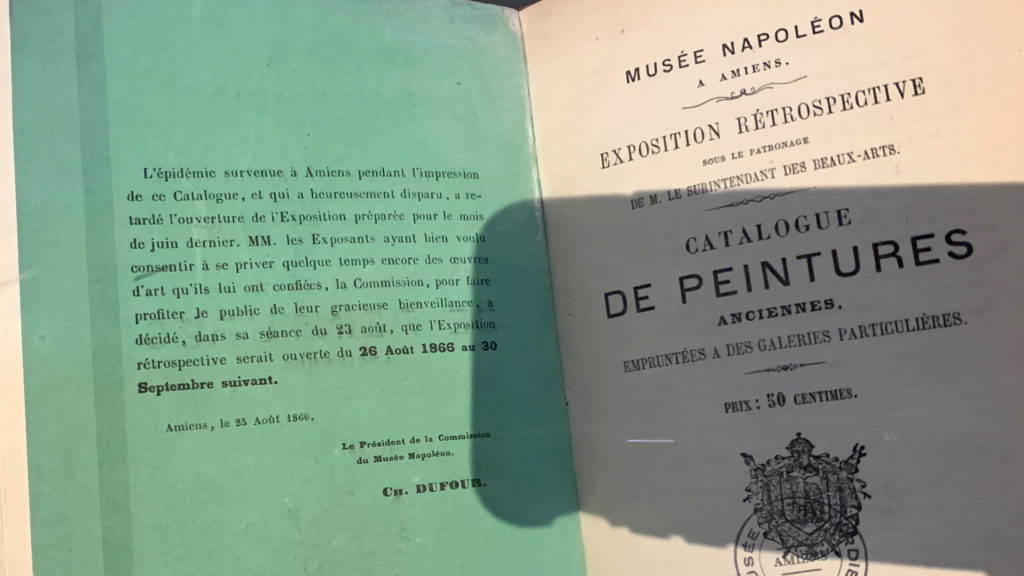 L'épidémie survenue à Amiens pendant l'impression
de ce Catalogue, et qui a heureusement disparu, a re-
tardé l'ouverture de l'Exposition préparée pour le mois
de juin dernier. MM. les Exposants ayant bien voulu
consentir à se priver quelque temps encore des œuvres
d'art qu'ils lui ont confiées, la Commission, pour faire
profiter le public de leur gracieuse bienveillance, a
décidé, dans sa séance du 23 août, que l'Exposition
rétrospective serait ouverte du 26 Août 1866 au 30
Septembre suivant.
Amiens, le 25 Août 1866.
Le Président de la Commission
du Musée Napoléon.
CH. DUFOUR.
MUSÉE NAPOLÉON
A AMIENS.
EXPOSITION RÉTROSPECTIVE
SOUS LE PATRONAGE
DE M. LE SURINTENDANT DES BEAUX-ARTS.
CATALOGUE
DE PEINTURES
ANCIENNES,
EMPRUNTÉES A DES GALERIES PARTICULIÈRES.
PRIX : 50 CENTIMES.
MUSÉE